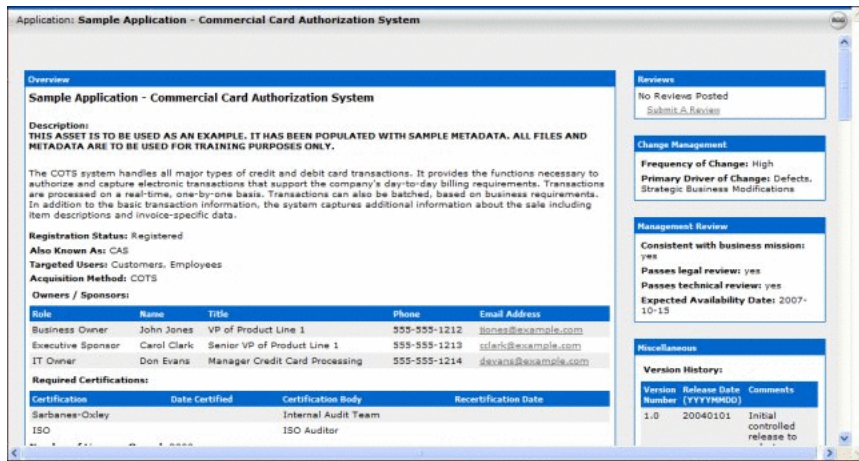 Application: Sample Application - Commercial Card Authorization System
Overview
Sample Application - Commercial Card Authorization System
Description:
THIS ASSET IS TO BE USED AS AN EXAMPLE. IT HAS BEEN POPULATED WITH SAMPLE METADATA. ALL FILES AND
METADATA ARE TO BE USED FOR TRAINING PURPOSES ONLY.
The COTS system handles all major types of credit and debit card transactions. It provides the functions necessary to
authorize and capture electronic transactions that support the company's day-to-day billing requirements. Transactions
are processed on a real-time, one-by-one basis. Transactions can also be batched, based on business requirements.
In addition to the basic transaction information, the system captures additional information about the sale including
item descriptions and invoice-specific data.
Registration Status: Registered
Also Known As: CAS
Targeted Users: Customers, Employees
Acquisition Method: COTS
Owners / Sponsors:
Role Name Title Phone Email Address
Business Owner John Jones VP of Product Line 1 555-555-1212 jjones@example.com
Executive Sponsor Carol Clark Senior VP of Product Line 1 555-555-1213 cclark@example.com
IT Owner Don Evans Manager Credit Card Processing 555-555-1214 devans@example.com
Required Certifications:
Certification Date Certified Certification Body Recertification Date
Sarbanes-Oxley Internal Audit Team
ISO ISO Auditor
Reviews
No Reviews Posted
Submit A Review
Change Management
Frequency of Change: High
Primary Driver of Change: Defects,
Strategic Business Modifications
Management Review
Consistent with business mission:
yes
Passes legal review: yes
Passes technical review: yes
Expected Availability Date: 2007-
10-15
Miscellaneous
Version History:
Version Release Date Comments
Number (YYYYMMDD)
1.0 20040101 Initial
controlled
release to